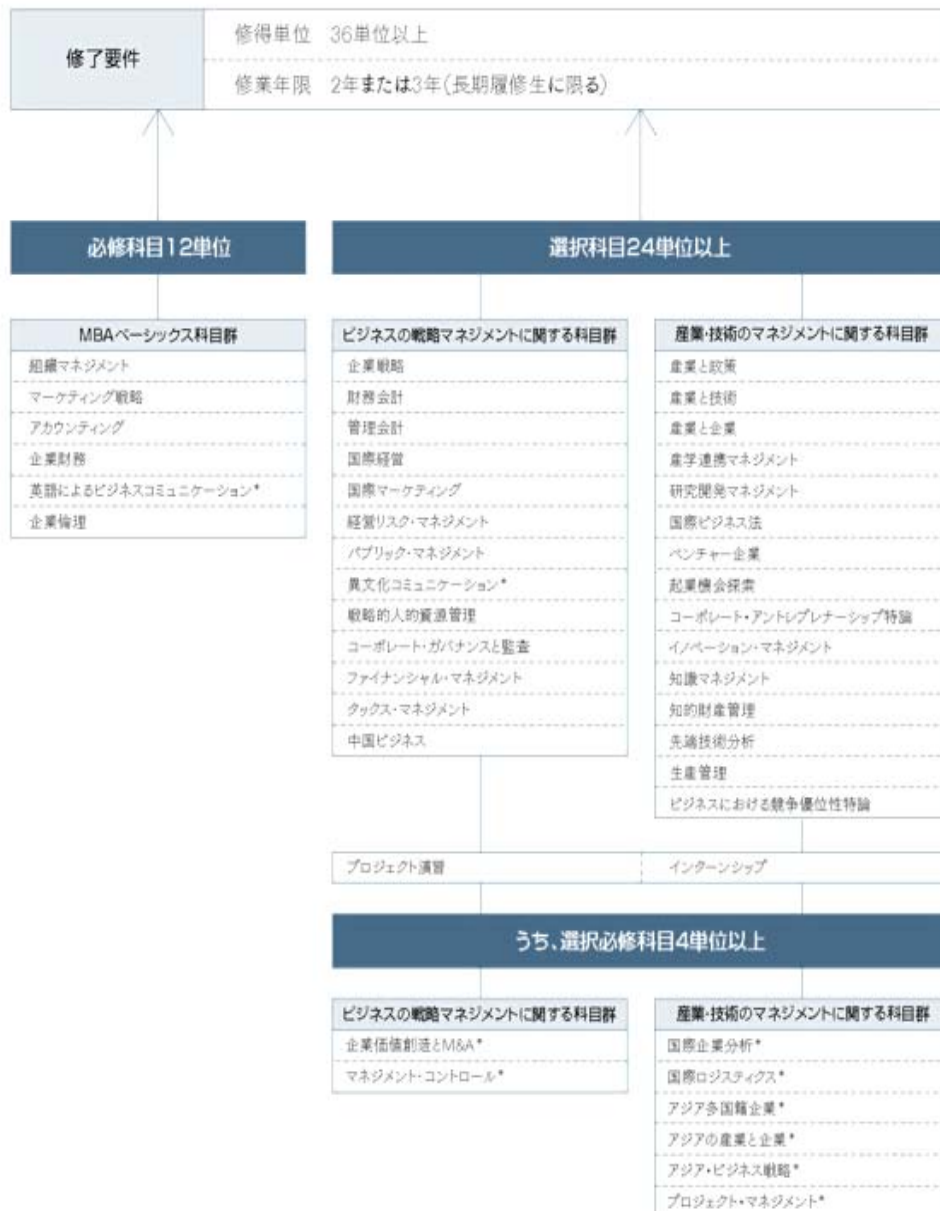 修了要件
修得単位 36単位以上
修業年限 2年または3年(長期履修生に限る)
必修科目12単位
選択科目24単位以上
MBAベーシックス科目群
組織マネジメント
マーケティング戦略
アカウンティング
企業財務
英語によるビジネスコミュニケーション*
企業倫理
ビジネスの戦略マネジメントに関する科目群
企業戦略
財務会計
管理会計
国際経営
国際マーケティング
経営リスク・マネジメント
パブリック・マネジメント
異文化コミュニケーション*
戦略的人的資源管理
コーポレート・ガバナンスと監査
ファイナンシャル・マネジメント
タックス・マネジメント
中国ビジネス
産業・技術のマネジメントに関する科目群
産業と政策
産業と技術
産業と企業
産学連携マネジメント
研究開発マネジメント
国際ビジネス法
ベンチャー企業
起業機会探索
コーポレート・アントレプレナーシップ特論
イノベーション・マネジメント
知識マネジメント
知的財産管理
先端技術分析
生産管理
ビジネスにおける競争優位性特論
プロジェクト演習
インターンシップ
うち、選択必修科目4単位以上
ビジネスの戦略マネジメントに関する科目群
企業価値創造とM&A*
マネジメント・コントロール*
産業・技術のマネジメントに関する科目群
国際企業分析*
国際ロジスティクス*
アジア多国籍企業*
アジアの産業と企業*
アジア・ビジネス戦略*
プロジェクト・マネジメント*